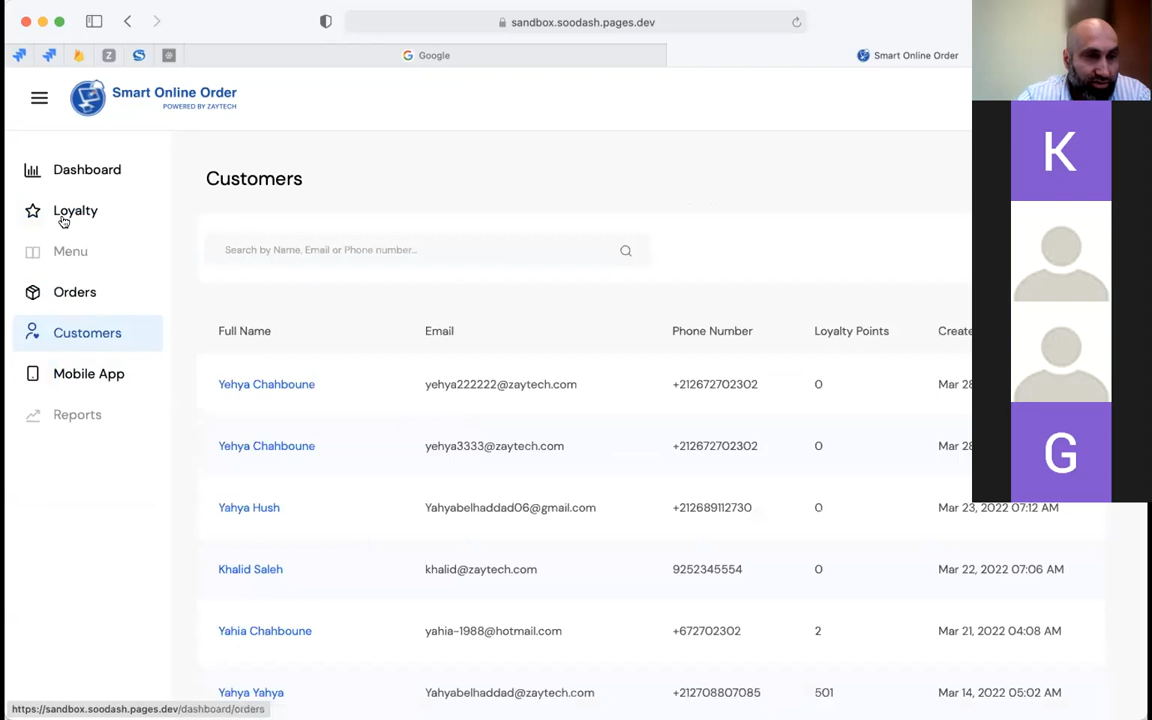 sandbox.soodash.pages.dev
Google
Smart Online Order
Smart Online Order
POWERED BY ZAYTECH
Dashboard
Loyalty
Menu
Orders
Customers
Mobile App
Reports
Customers
Search by Name, Email or Phone number...
Full Name Email Phone Number Loyalty Points Create
Yehya Chahboune yehya222222@zaytech.com +212672702302 0 Mar 28
Yehya Chahboune yehya3333@zaytech.com +212672702302 0 Mar 28
Yahya Hush Yahyabelhaddad06@gmail.com +212689112730 0 Mar 23, 2022 07:12 AM
Khalid Saleh khalid@zaytech.com 9252345554 0 Mar 22, 2022 07:06 AM
Yahia Chahboune yahia-1988@hotmail.com +672702302 2 Mar 21, 2022 04:08 AM
Yahya Yahya Yahyabelhaddad@zaytech.com +212708807085 501 Mar 14, 2022 05:02 AM
https://sandbox.soodash.pages.dev/dashboard/orders
K
G